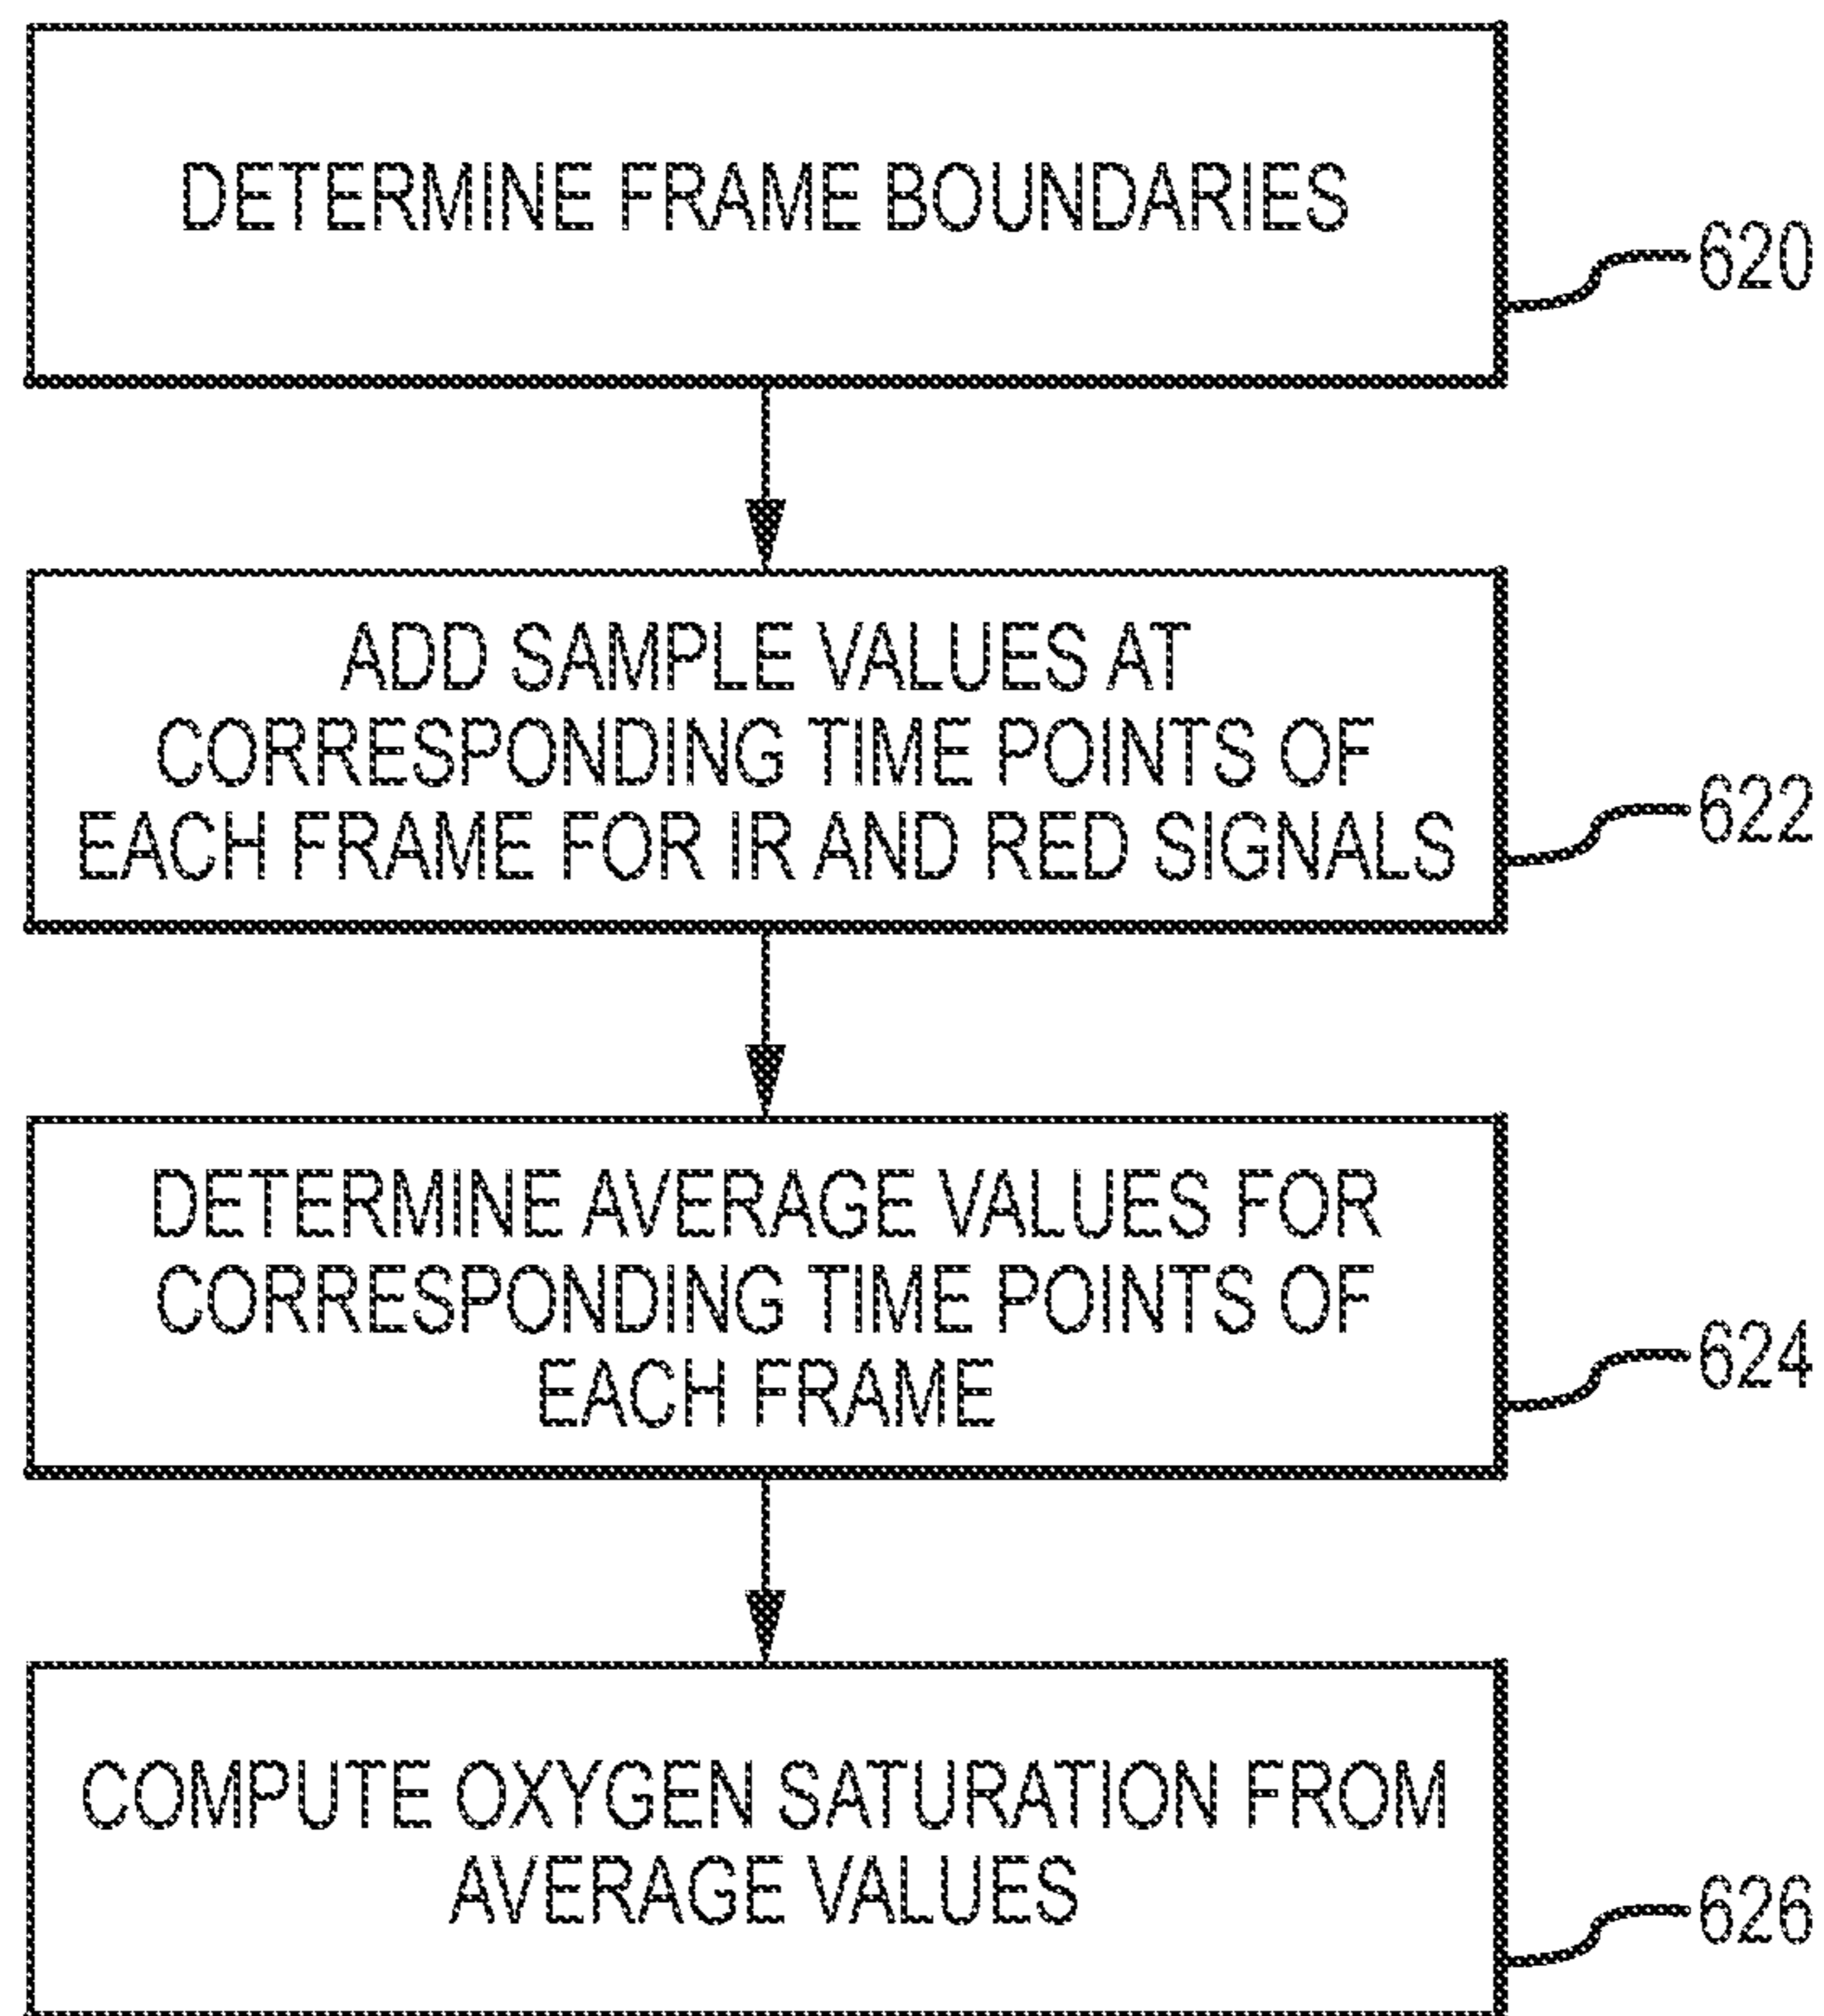 DETERMINE FRAME BOUNDARIES
620
ADD SAMPLE VALUES AT
CORRESPONDING TIME POINTS OF
EACH FRAME FOR IR AND RED SIGNALS
622
DETERMINE AVERAGE VALUES FOR
CORRESPONDING TIME POINTS OF
EACH FRAME
624
COMPUTE OXYGEN SATURATION FROM
AVERAGE VALUES
626